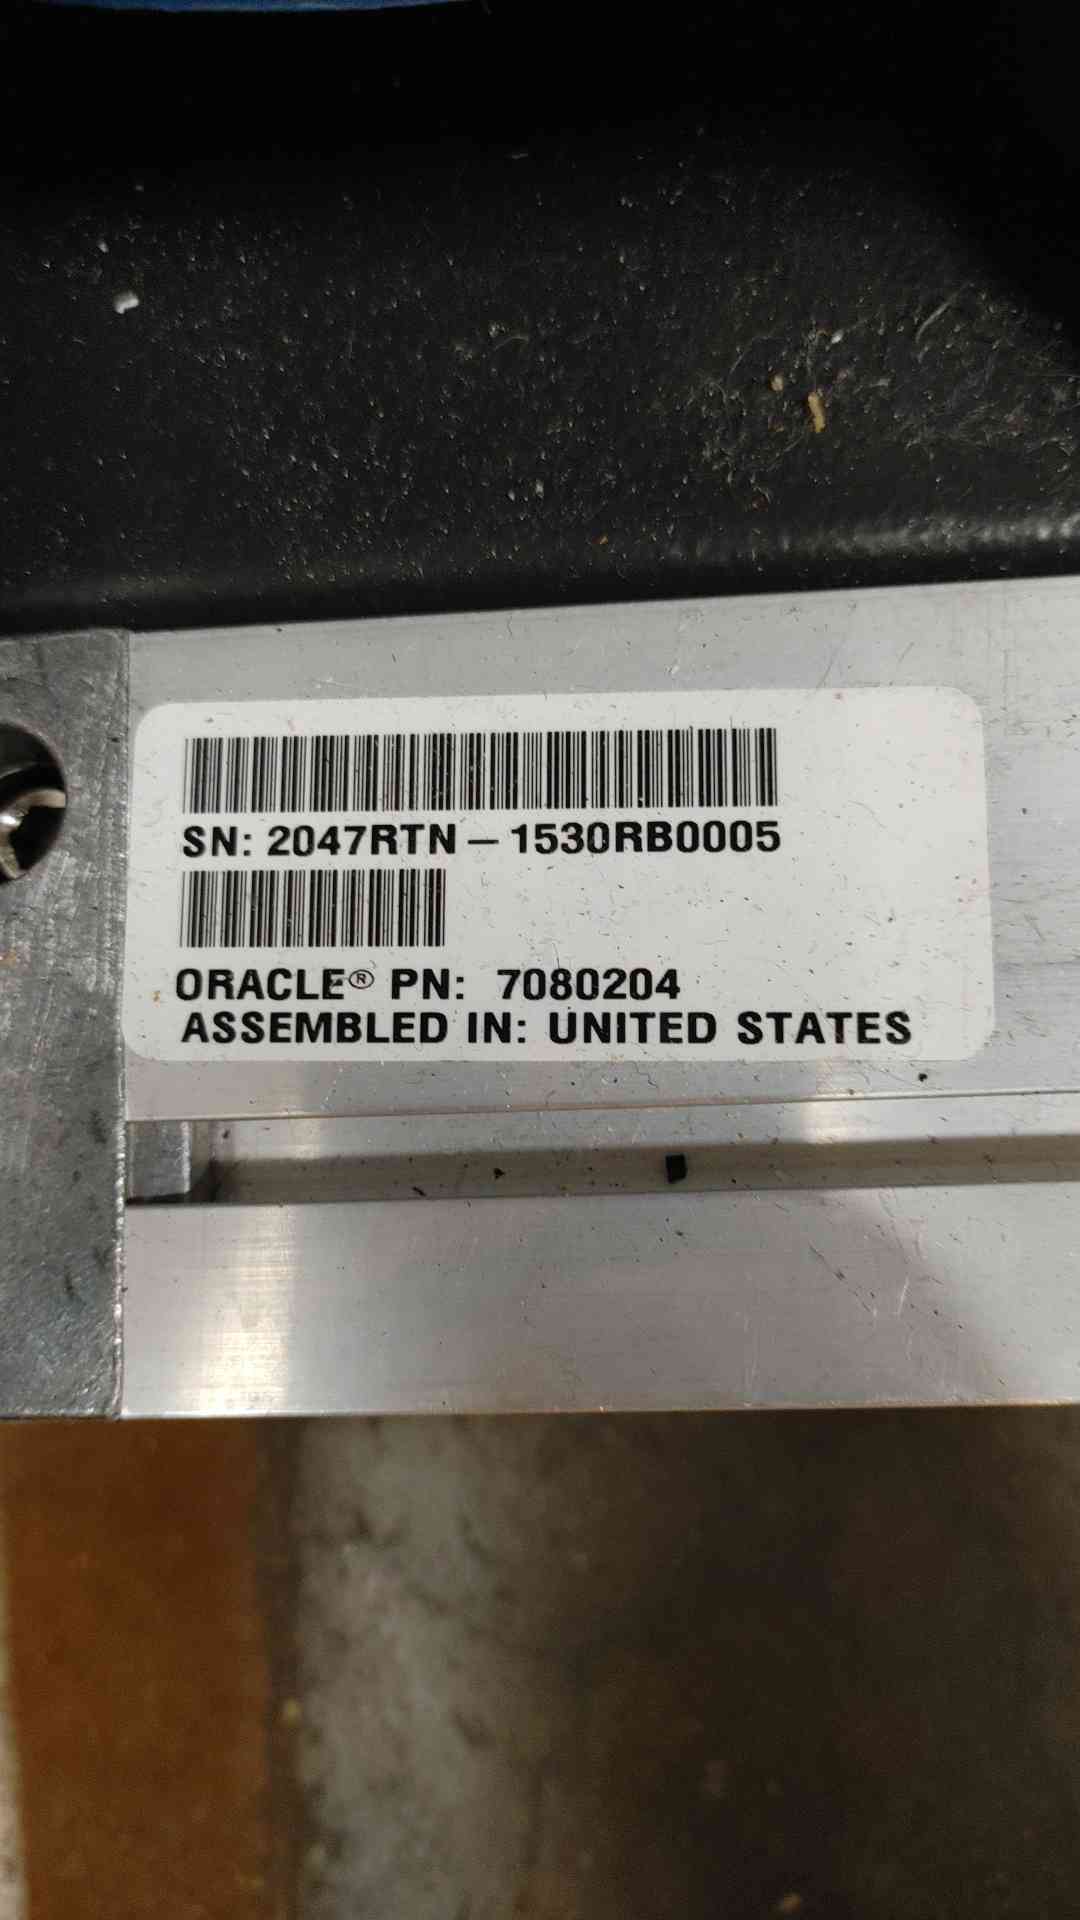 SN: 2047RTN – 1530RB0005
ORACLE® PN: 7080204
ASSEMBLED IN: UNITED STATES